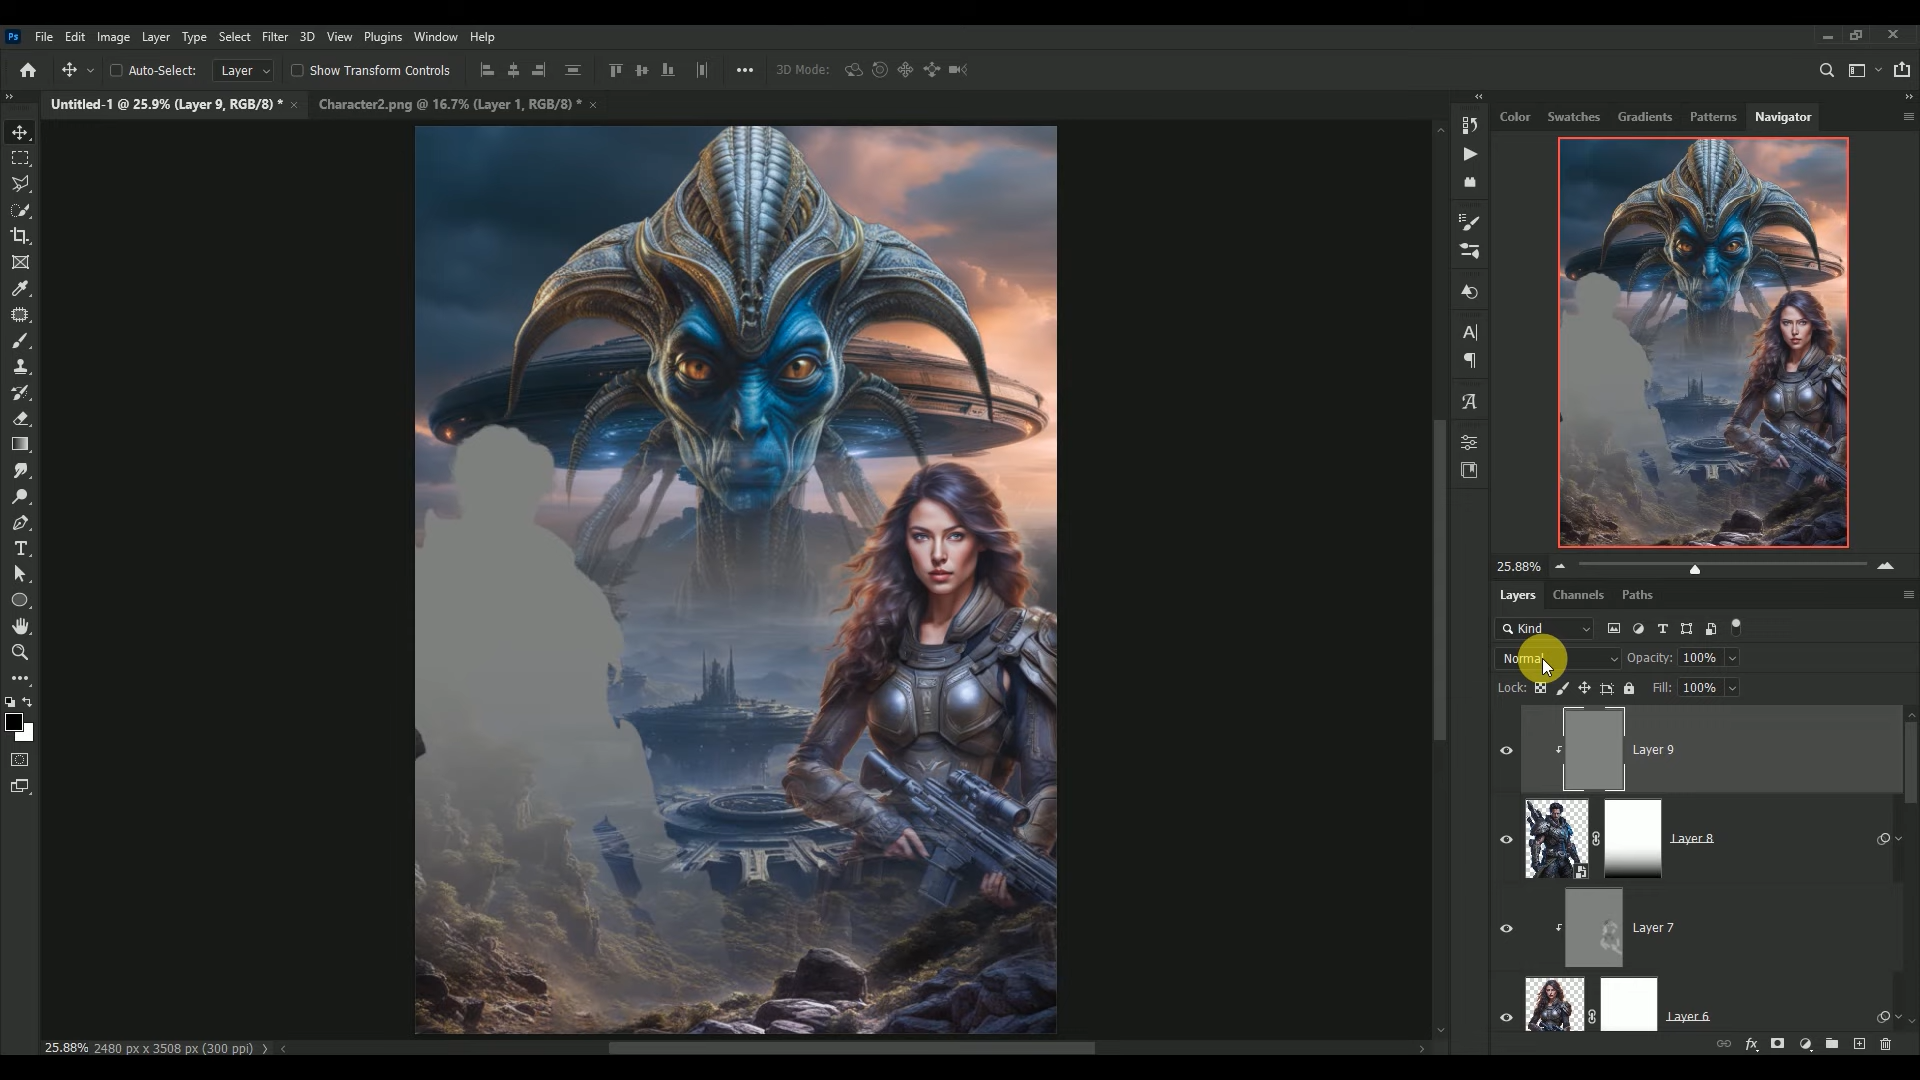 Ps File Edit Image Layer Type Select Filter 3D View Plugins Window Help
Auto-Select: Layer Show Transform Controls 3D Mode:
Untitled-1 @ 25.9% (Layer 9, RGB/8) * Character2.png @ 16.7% (Layer 1, RGB/8) *
Color Swatches Gradients Patterns Navigator
25.88%
Layers Channels Paths
Kind
Normal Opacity: 100%
Lock: Fill: 100%
Layer 9
Layer 8
Layer 7
Layer 6
25.88% 2480 px x 3508 px (300 ppi)